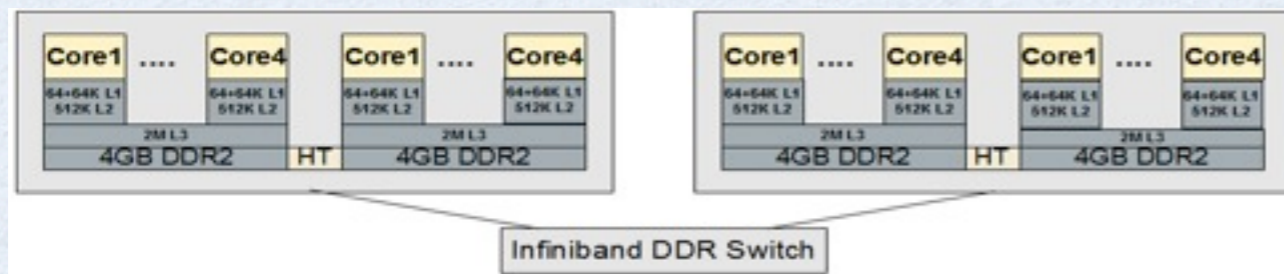 Core1 .... Core4 Core1 .... Core4 Core1 .... Core4 Core1 .... Core4
64+64K L1 64+64K L1 64+64K L1 64+64K L1 64+64K L1 64+64K L1 64+64K L1 64+64K L1
512K L2 512K L2 512K L2 512K L2 512K L2 512K L2 512K L2 512K L2
2M L3 2M L3 2M L3 2M L3
4GB DDR2 HT 4GB DDR2 4GB DDR2 HT 4GB DDR2
Infiniband DDR Switch